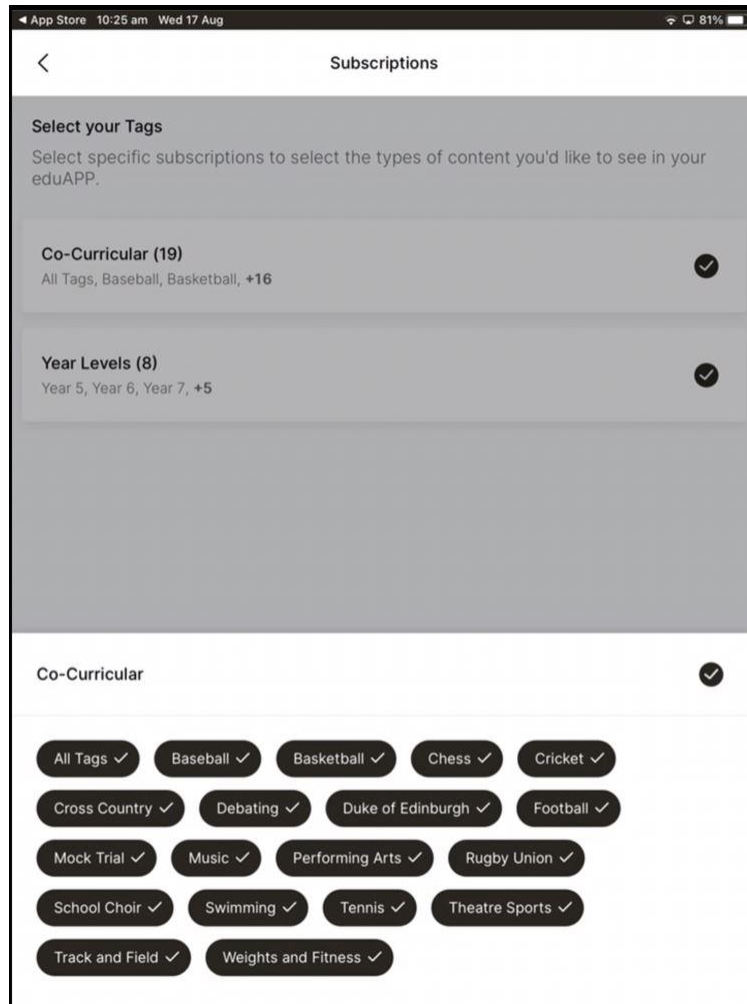 App Store 10:25 am Wed 17 Aug 81%
Subscriptions
Select your Tags
Select specific subscriptions to select the types of content you'd like to see in your
eduAPP.
Co-Curricular (19)
All Tags, Baseball, Basketball, +16
Year Levels (8)
Year 5, Year 6, Year 7, +5
Co-Curricular
All Tags Baseball Basketball Chess Cricket
Cross Country Debating Duke of Edinburgh Football
Mock Trial Music Performing Arts Rugby Union
School Choir Swimming Tennis Theatre Sports
Track and Field Weights and Fitness